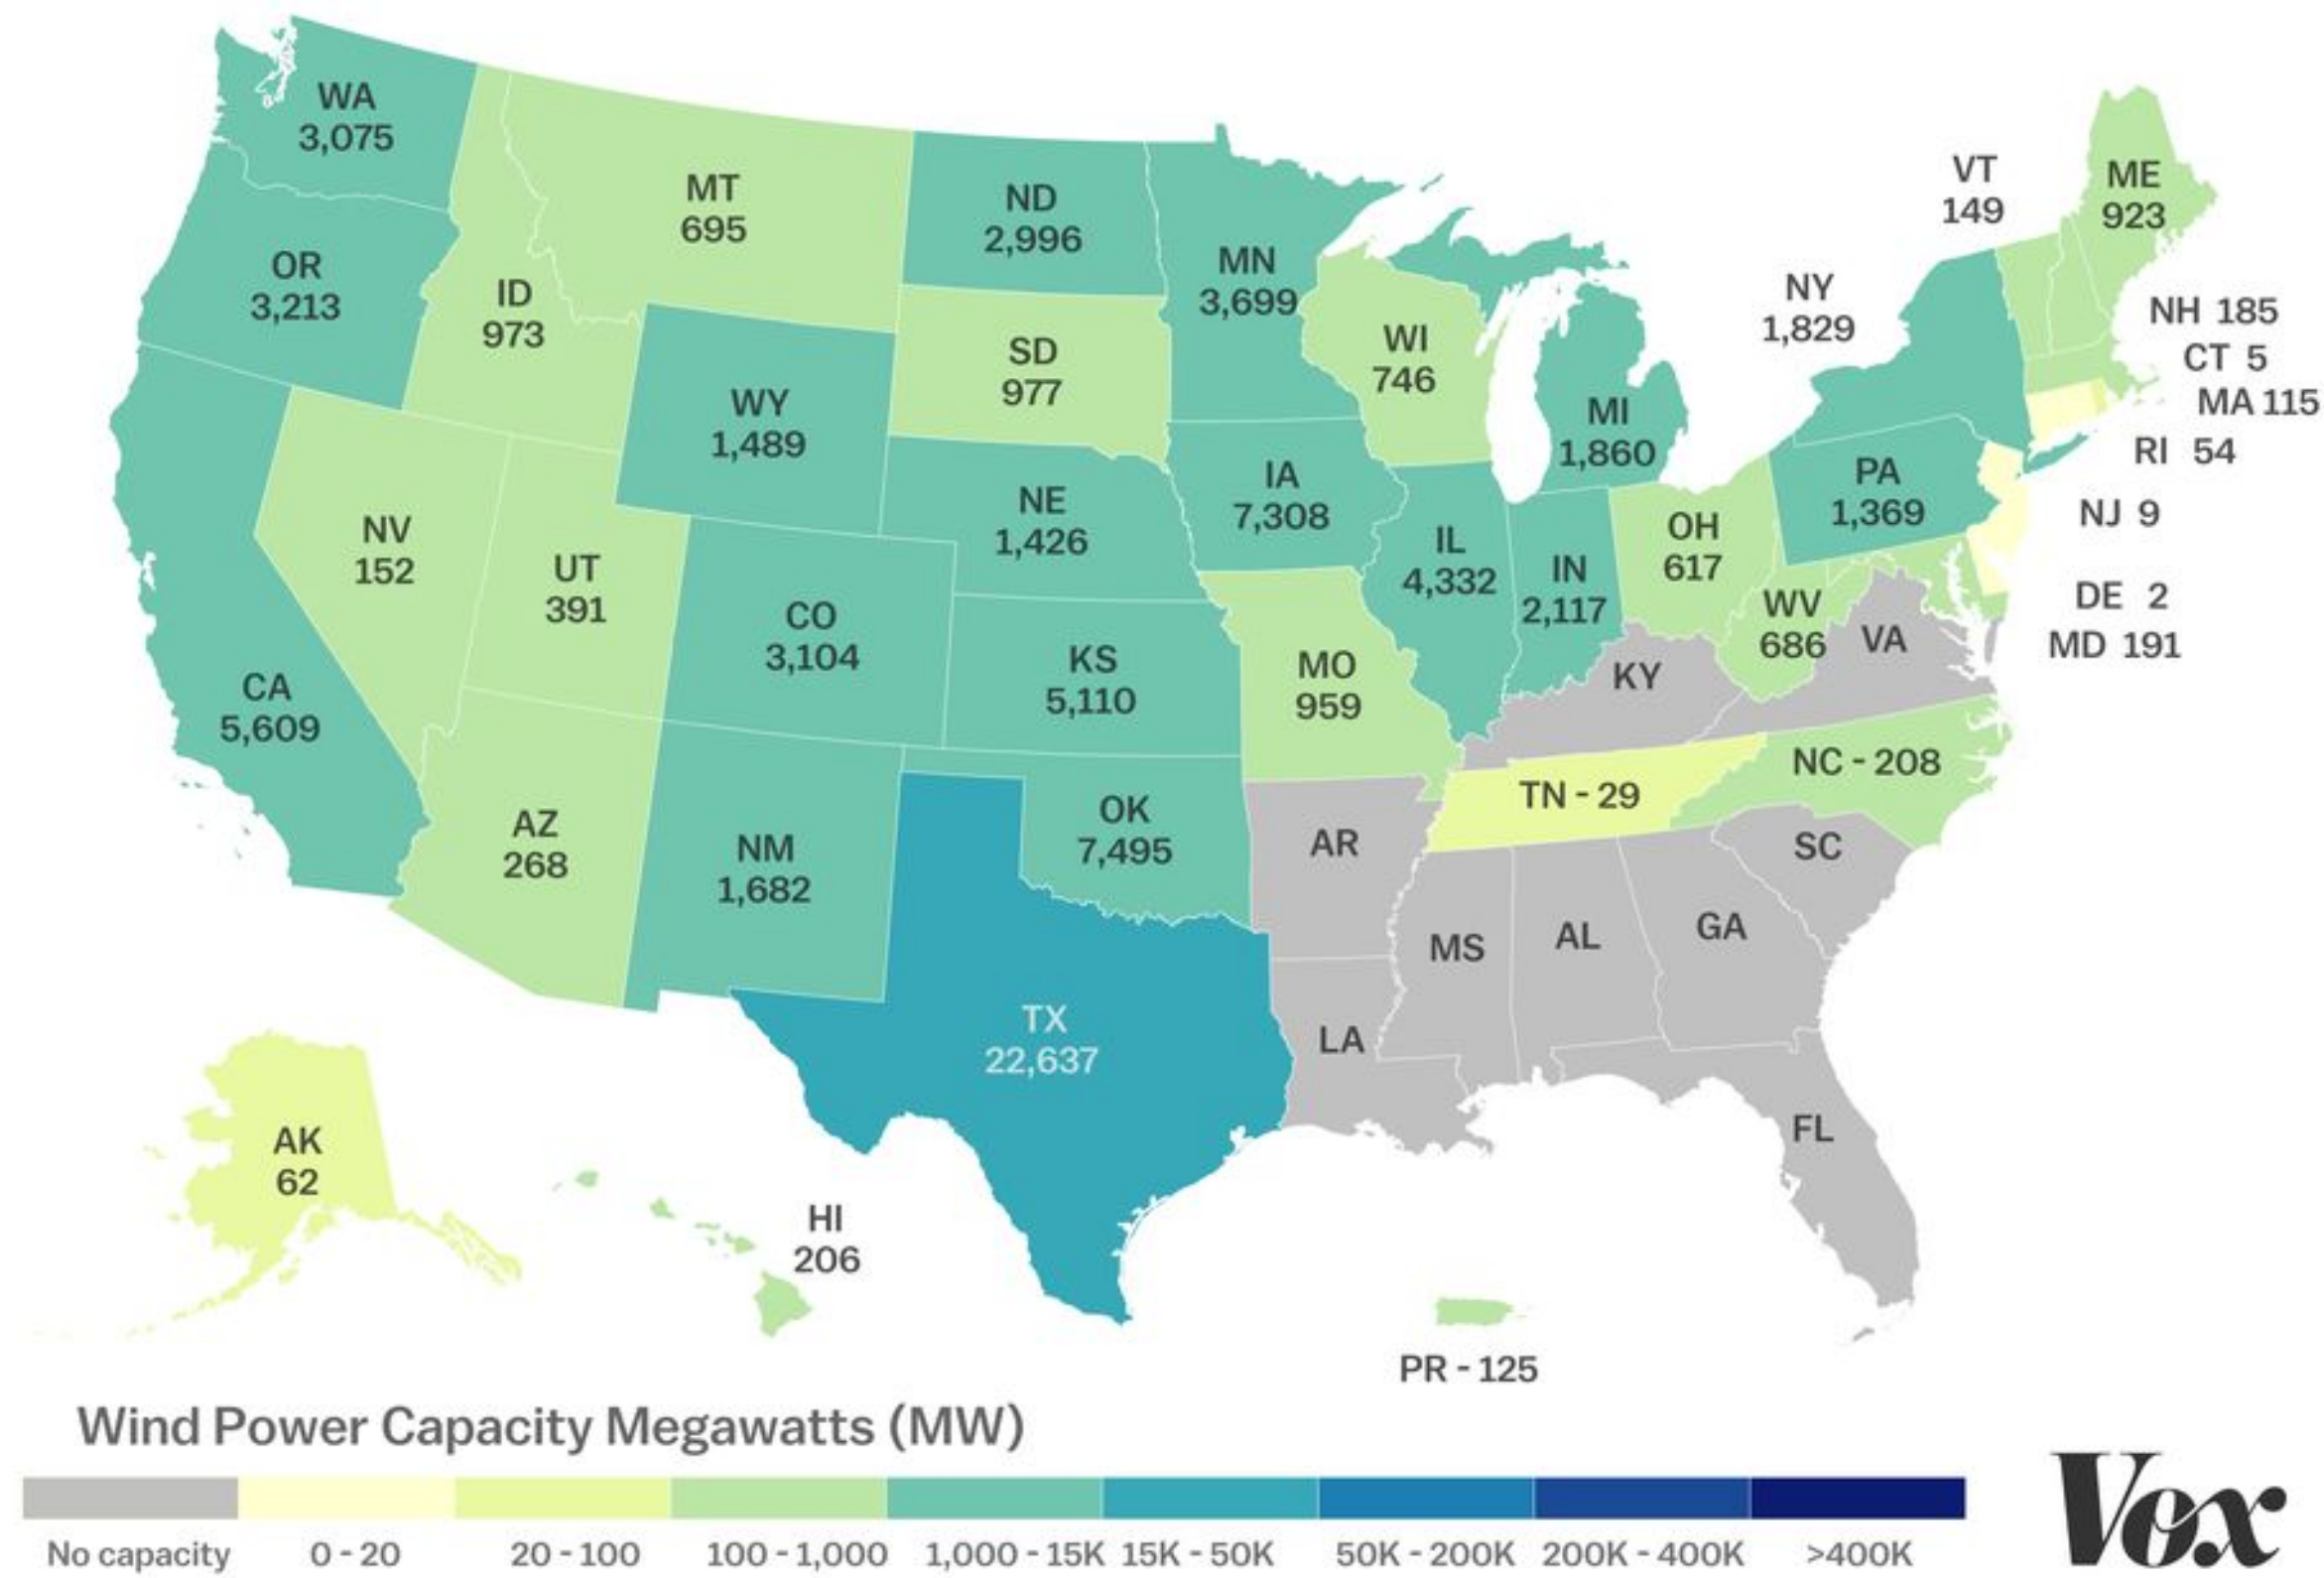 WA
3,075
MT
695
ND
2,996
VT
149
ME
923
OR
3,213
ID
973
MN
3,699
NY
1,829
NH 185
SD
977
WI
746
CT 5
MA 115
WY
1,489
MI
1,860
RI 54
NE
1,426
IA
7,308
PA
1,369
NV
152
UT
391
IL
4,332
IN
2,117
OH
617
NJ 9
CO
3,104
WV
686
VA
DE 2
MD 191
CA
5,609
KS
5,110
MO
959
KY
NC - 208
TN - 29
AZ
268
NM
1,682
OK
7,495
AR
SC
MS
AL
GA
TX
22,637
LA
FL
AK
62
HI
206
PR - 125
Wind Power Capacity Megawatts (MW)
No capacity 0 - 20 20 - 100 100 - 1,000 1,000 - 15K 15K - 50K 50K - 200K 200K - 400K >400K
Vox